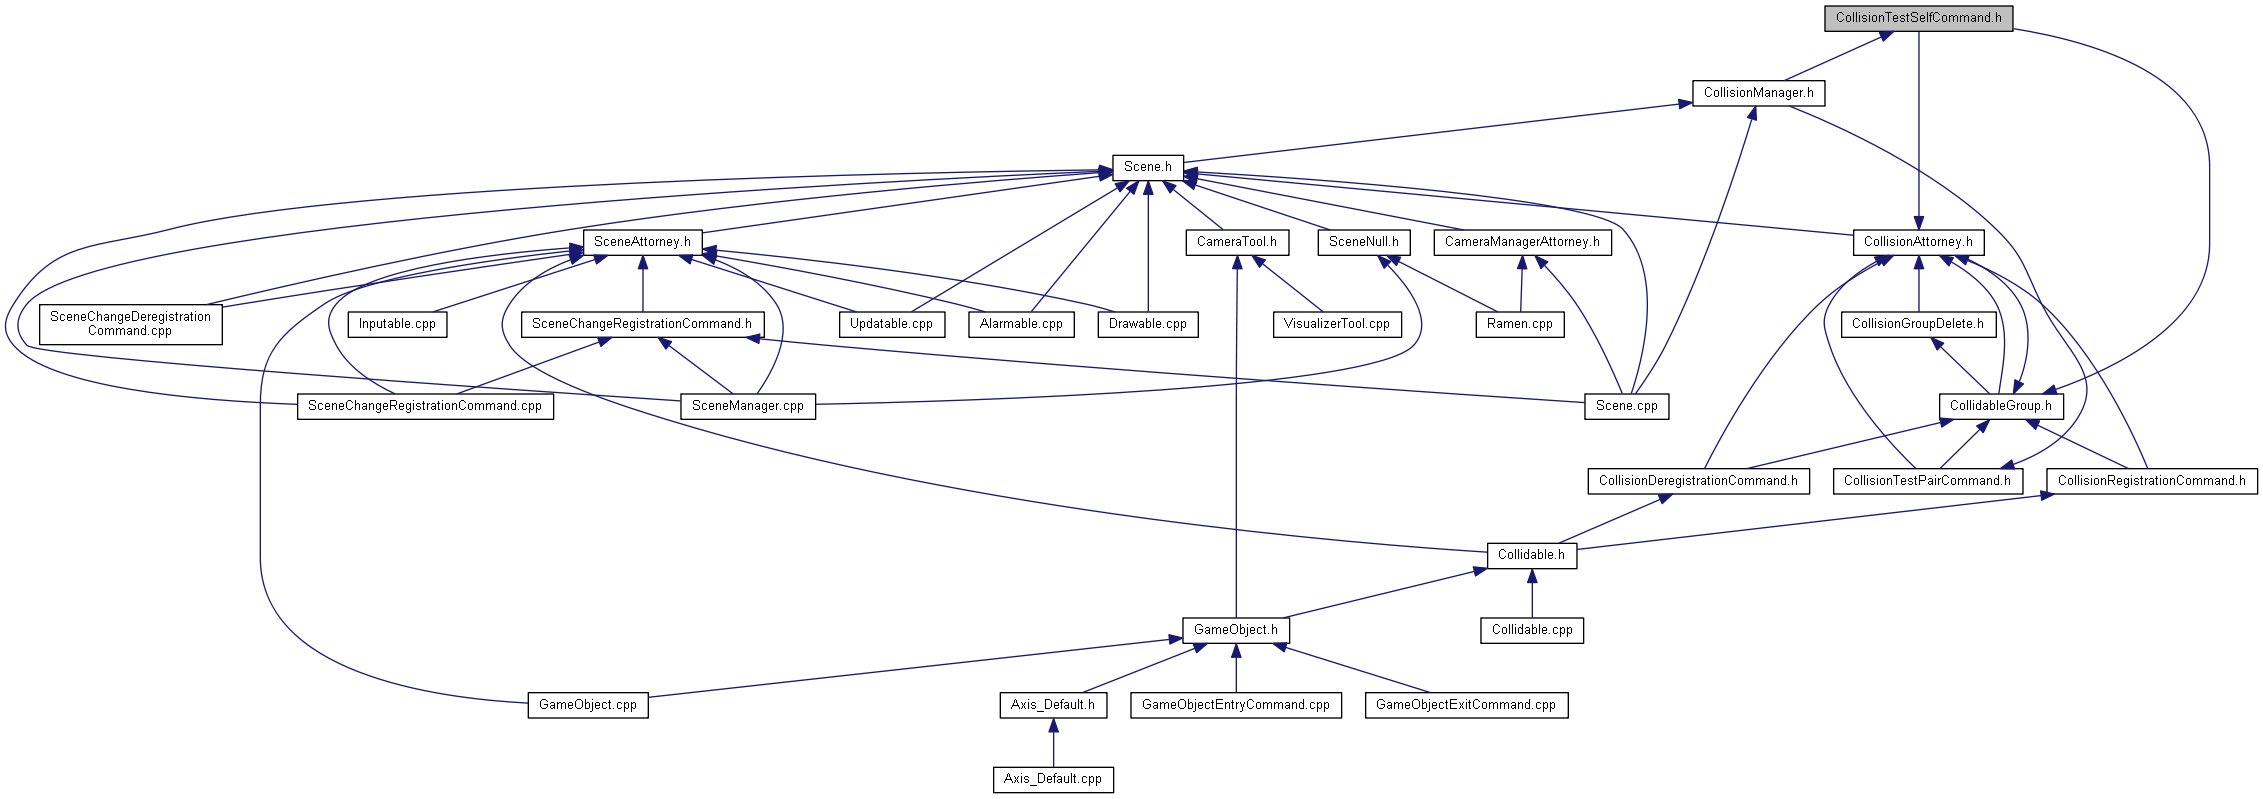 CollisionTestSelfCommand.h
CollisionManager.h
Scene.h
SceneAttorney.h
CameraTool.h
SceneNull.h
CameraManagerAttorney.h
CollisionAttorney.h
SceneChangeDeregistration
Command.cpp
Inputable.cpp
SceneChangeRegistrationCommand.h
Updatable.cpp
Alarmable.cpp
Drawable.cpp
VisualizerTool.cpp
Ramen.cpp
CollisionGroupDelete.h
SceneChangeRegistrationCommand.cpp
SceneManager.cpp
Scene.cpp
CollidableGroup.h
CollisionDeregistrationCommand.h
CollisionTestPairCommand.h
CollisionRegistrationCommand.h
Collidable.h
GameObject.h
Collidable.cpp
GameObject.cpp
Axis_Default.h
GameObjectEntryCommand.cpp
GameObjectExitCommand.cpp
Axis_Default.cpp